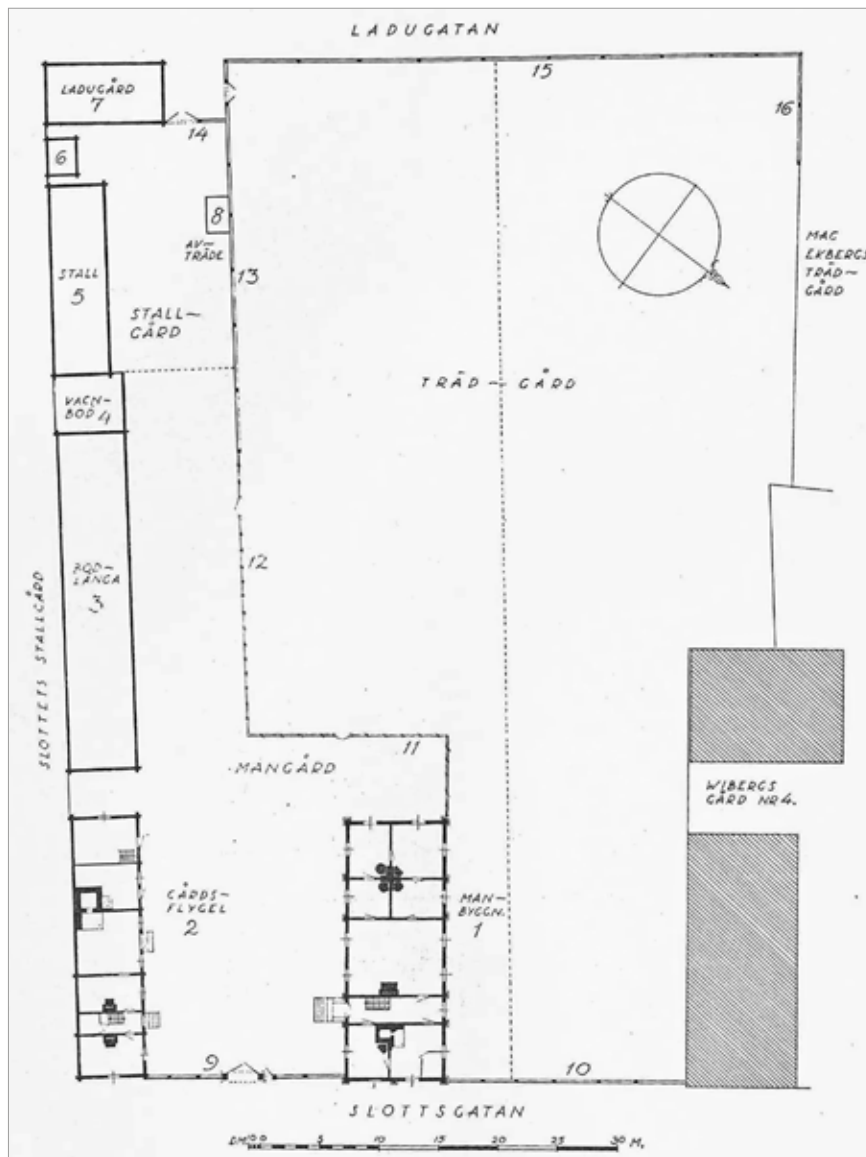 LADUGATAN
LADUGÅRD
7
14
15
16
6
8
AV-
TRÄDE
13
STALL
5
STALL-
GÅRD
MAC
EKBERGS
TRÄD-
GÅRD
TRÄD-GÅRD
VAGN-
BOD 4
12
BOD-
LÄNGA
3
SLOTTETS STALLGÅRD
11
MANGÅRD
WIBERGS
GÅRD NR 4.
GÅRDS-
FLYGEL
2
MAN-
BYGGN.
1
9
10
SLOTTSGATAN
5
10
15
20
25
30 M.